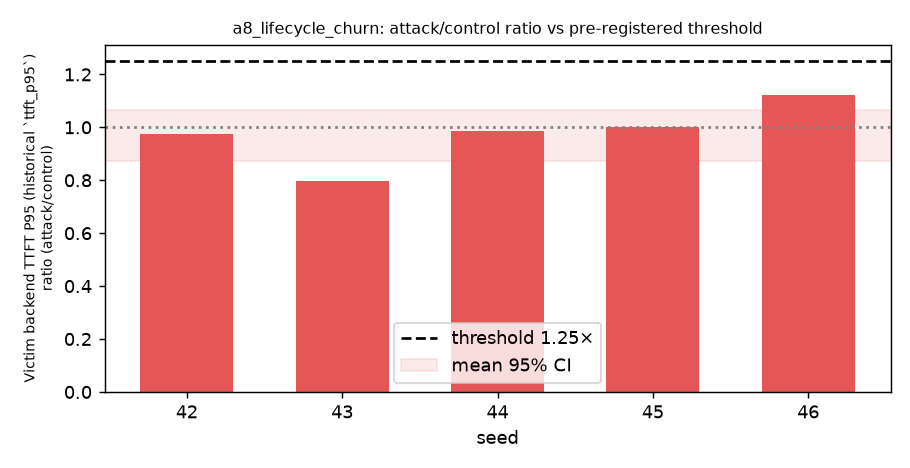 a8_lifecycle_churn: attack/control ratio vs pre-registered threshold
Victim backend TTFT P95 (historical `ttft_p95`)
ratio (attack/control)
1.2
1.0
0.8
0.6
0.4
0.2
0.0
threshold 1.25×
mean 95% CI
42 43 44 45 46
seed